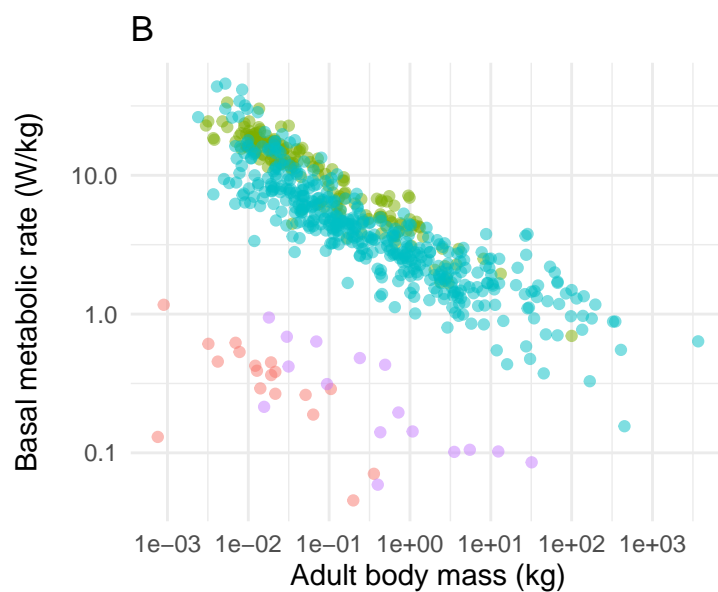 B
Basal metabolic rate (W/kg)
10.0
1.0
0.1
1e−03 1e−02 1e−01 1e+00 1e+01 1e+02 1e+03
Adult body mass (kg)